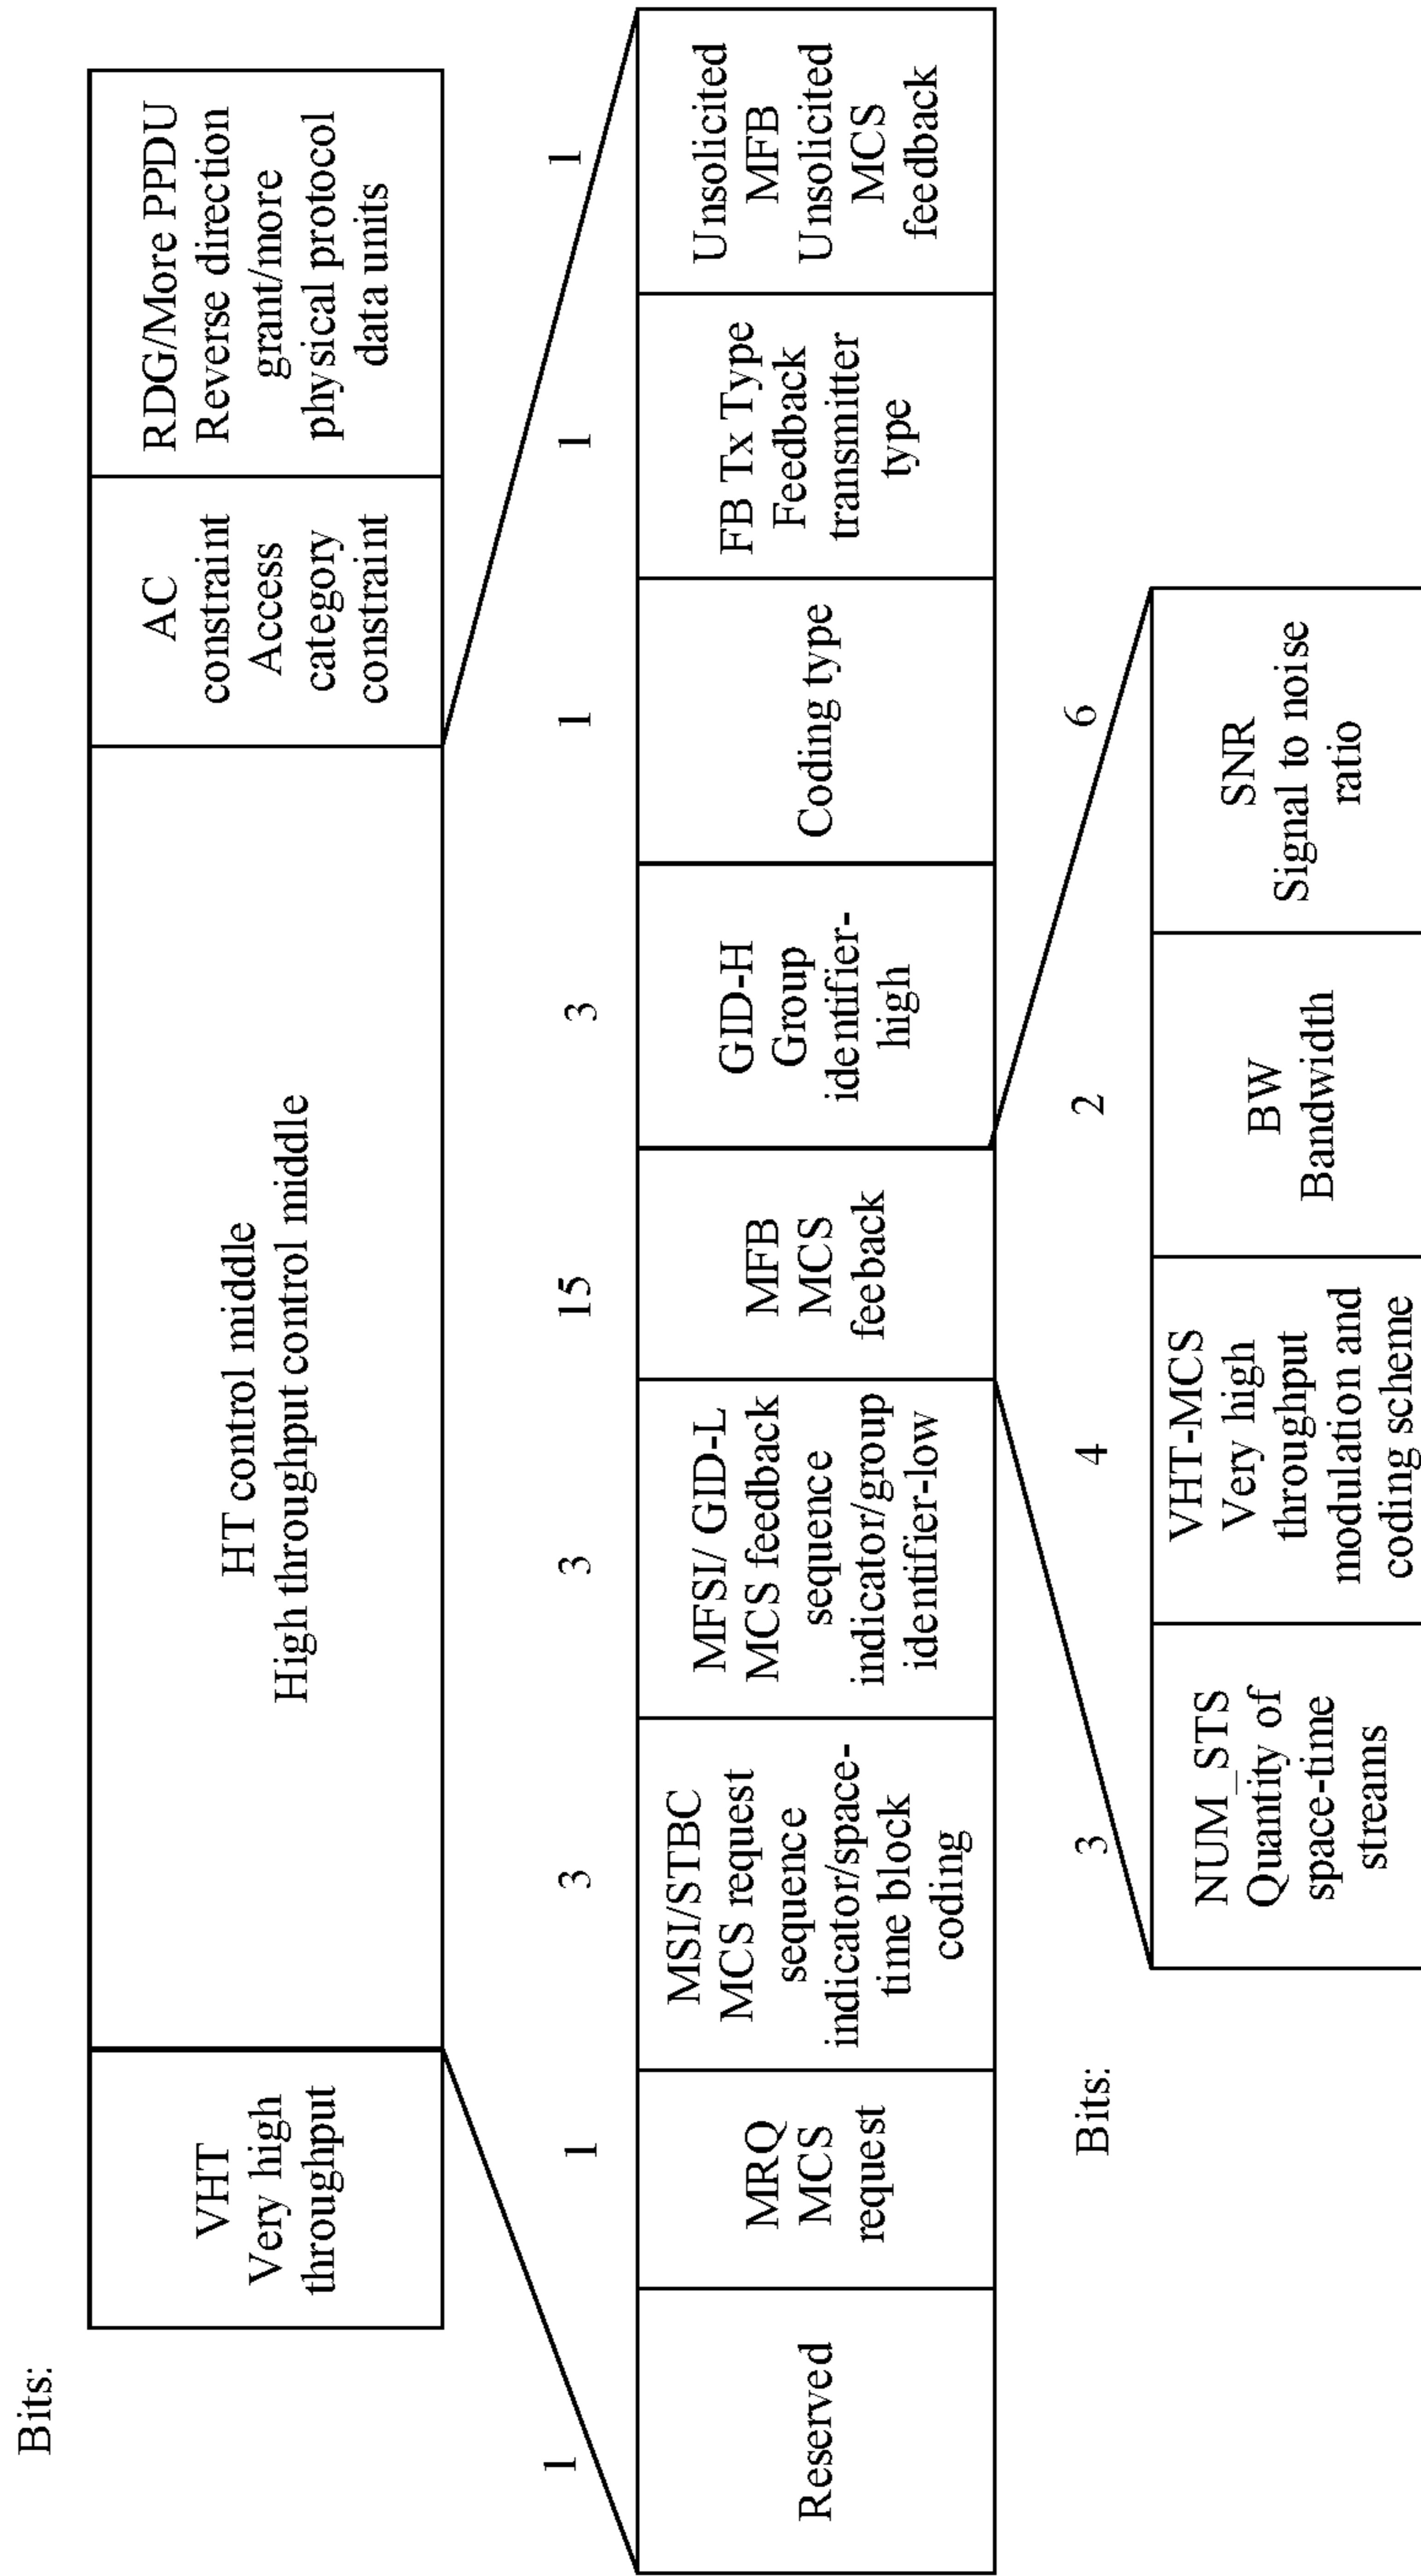 Bits:
VHT
Very high
throughput
HT control middle
High throughput control middle
AC
constraint
Access
category
constraint
RDG/More PPDU
Reverse direction
grant/more
physical protocol
data units
1
1
3
3
15
3
1
1
1
Reserved
MRQ
MCS
request
MSI/STBC
MCS request
sequence
indicator/space-
time block
coding
MFSI/ GID-L
MCS feedback
sequence
indicator/group
identifier-low
MFB
MCS
feeback
GID-H
Group
identifier-
high
Coding type
FB Tx Type
Feedback
transmitter
type
Unsolicited
MFB
Unsolicited
MCS
feedback
Bits:
3
4
2
6
NUM_STS
Quantity of
space-time
streams
VHT-MCS
Very high
throughput
modulation and
coding scheme
BW
Bandwidth
SNR
Signal to noise
ratio